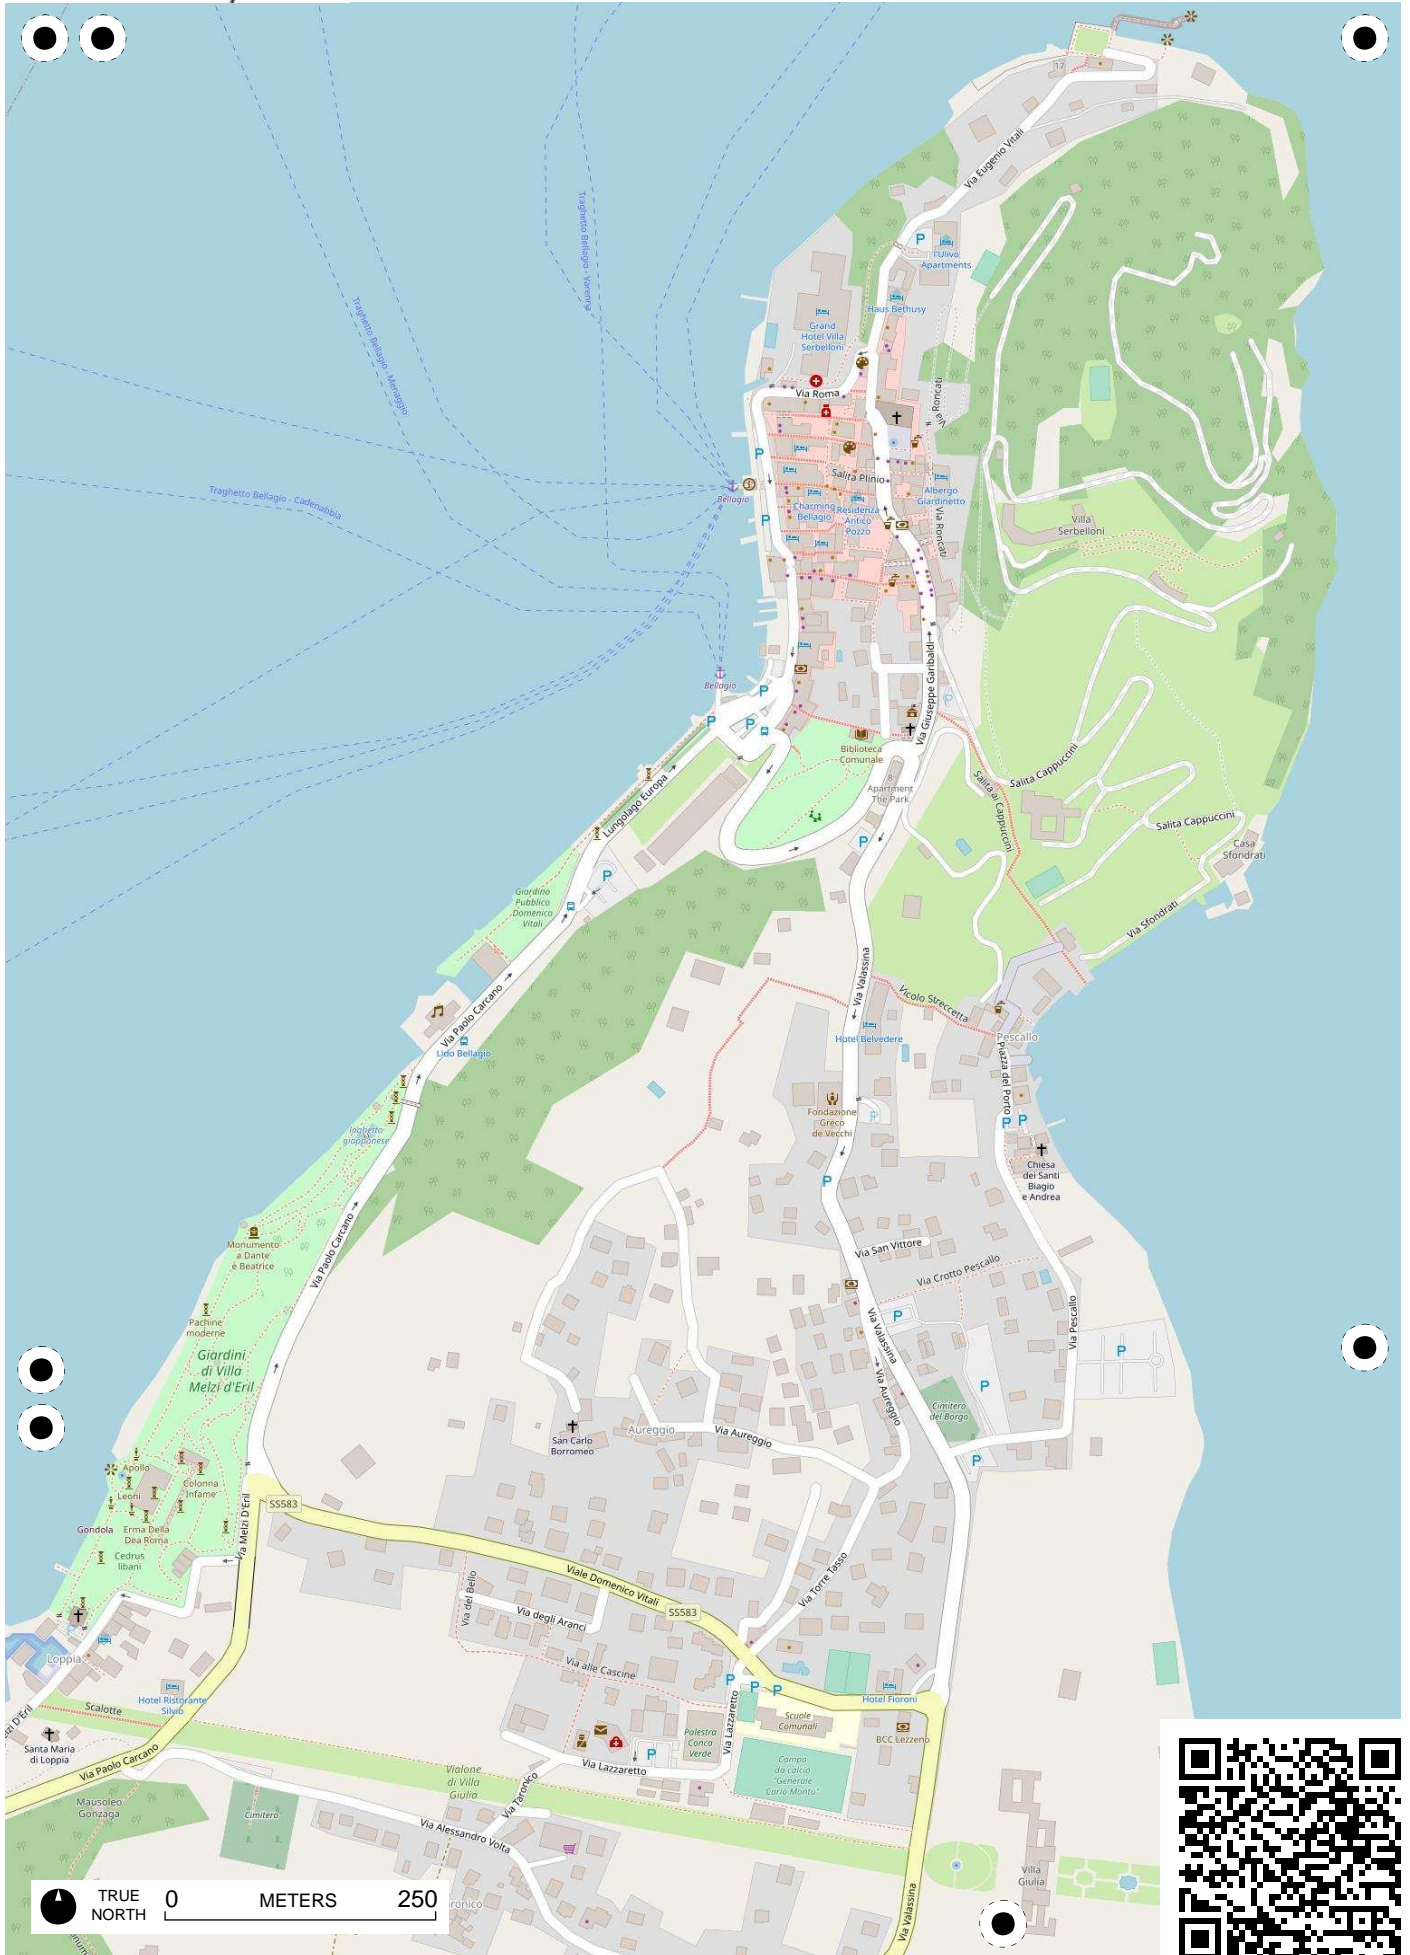 17
Via Eugenio Vitali
P
l'Ulivo
Apartments
Haus Bethusy
Traghetto Bellagio - Varenna
Grand
Hotel Villa
Serbelloni
Traghetto Bellagio - Menaggio
Via Roma
Via Roncati
P
Salita Plinio
Traghetto Bellagio - Cadenabbia
Bellagio
Charming
Bellagio
Residenza
Antico
Pozzo
Albergo
Giardinetto
P
Via Roncati
Villa
Serbelloni
Bellagio
P
P
P
P
Via Giuseppe Garibaldi
Biblioteca
Comunale
8
Apartment
The Park
Salita Cappuccini
Salita ai Cappuccini
Salita Cappuccini
Lungolago Europa
P
Casa
Sfondrati
P
Giardino
Pubblico
Domenico
Vitali
Via Sfondrati
Via Valassina
Vicolo Streccetta
Via Paolo Carcano
Lido Bellagio
Hotel Belvedere
Pescallo
Piazza del Porto
Fondazione
Greco
de Vecchi
P
P
P
laghetto
giapponese
Chiesa
dei Santi
Biagio
e Andrea
P
Via Paolo Carcano
Monumento
a Dante
e Beatrice
Via San Vittore
Via Crotto Pescallo
Pachine
moderne
P
Via Valassina
Via Pescallo
P
Giardini
di Villa
Melzi d'Eril
P
Via Aureggio
Cimitero
del Borgo
San Carlo
Borromeo
Aureggio
Via Aureggio
P
Apollo
Leoni
Colonna
Infame
Gondola
Erma Della
Dea Roma
Cedrus
libani
Via Melzi D'Eril
SS583
Viale Domenico Vitali
SS583
Via Torre Tasso
Via del Bello
Via degli Aranci
Via alle Cascine
P
Loppia
Hotel Ristorante
Silvio
Scalotte
Santa Maria
di Loppia
Via Paolo Carcano
P
P
P
Hotel Fioroni
Via Lazzaretto
Palestra
Conca
Verde
Scuole
Comunali
BCC Lezzeno
P
Via Lazzaretto
Campo
da calcio
"Generale
Carlo Montù"
Vialone
di Villa
Giulia
Via Taronico
Mausoleo
Gonzaga
Cimitero
Via Alessandro Volta
Villa
Giulia
Via Valassina
TRUE
NORTH
0 METERS 250